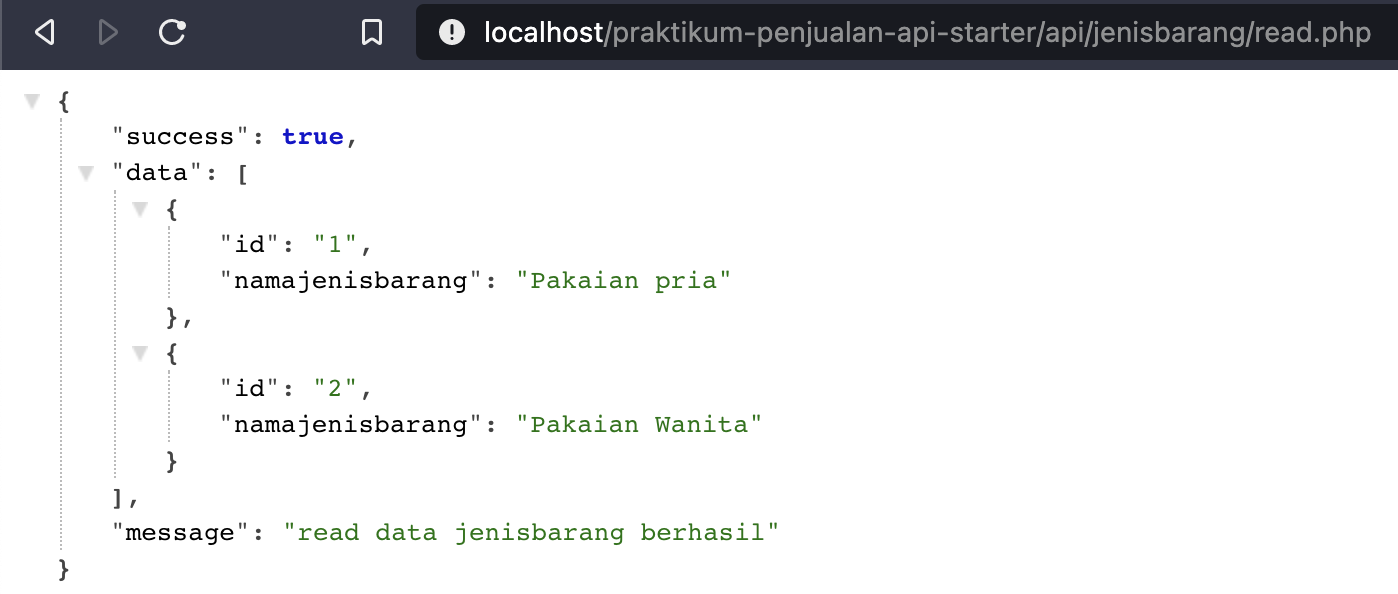 localhost/praktikum-penjualan-api-starter/api/jenisbarang/read.php
{
"success": true,
"data": [
{
"id": "1",
"namajenisbarang": "Pakaian pria"
},
{
"id": "2",
"namajenisbarang": "Pakaian Wanita"
}
],
"message": "read data jenisbarang berhasil"
}